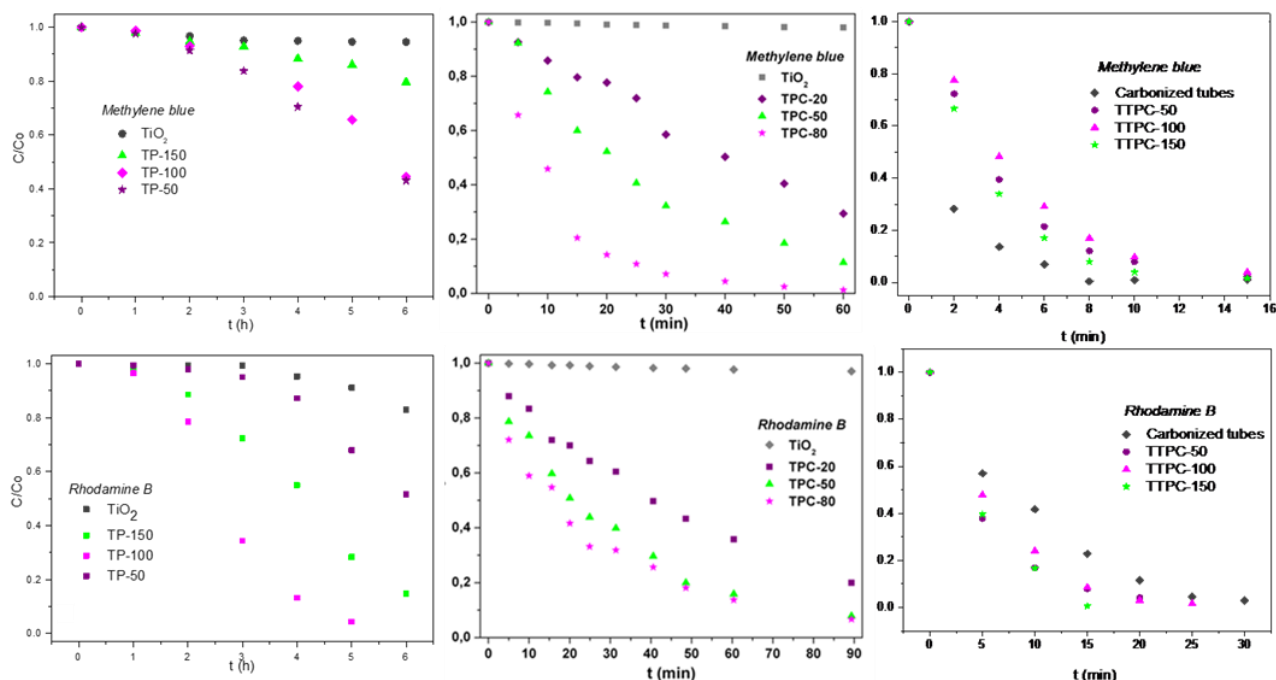 1.0
0.8
0.6
0.4
0.2
0.0
C/Co
Methylene blue
TiO2
TP-150
TP-100
TP-50
0 1 2 3 4 5 6
t (h)
1,0
0,8
0,6
0,4
0,2
0,0
Methylene blue
TiO2
TPC-20
TPC-50
TPC-80
0 10 20 30 40 50 60
t (min)
1.0
0.8
0.6
0.4
0.2
0.0
Methylene blue
Carbonized tubes
TTPC-50
TTPC-100
TTPC-150
0 2 4 6 8 10 12 14 16
t (min)
1.0
0.8
0.6
0.4
0.2
0.0
C/Co
Rhodamine B
TiO2
TP-150
TP-100
TP-50
0 1 2 3 4 5 6
t (h)
1,0
0,8
0,6
0,4
0,2
0,0
Rhodamine B
TiO2
TPC-20
TPC-50
TPC-80
0 10 20 30 40 50 60 70 80 90
t (min)
1.0
0.8
0.6
0.4
0.2
0.0
Rhodamine B
Carbonized tubes
TTPC-50
TTPC-100
TTPC-150
0 5 10 15 20 25 30
t (min)